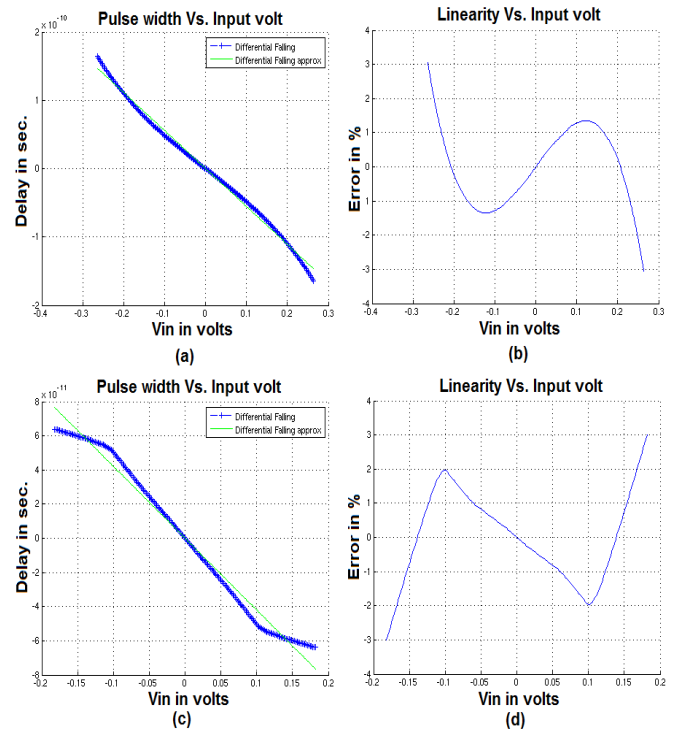 Pulse width Vs. Input volt
x 10^-10
2
1
0
-1
-2
-0.4 -0.3 -0.2 -0.1 0 0.1 0.2 0.3
Delay in sec.
Vin in volts
Differential Falling
Differential Falling approx
(a)
Linearity Vs. Input volt
4
3
2
1
0
-1
-2
-3
-4
-0.4 -0.3 -0.2 -0.1 0 0.1 0.2 0.3
Error in %
Vin in volts
(b)
Pulse width Vs. Input volt
x 10^-11
8
6
4
2
0
-2
-4
-6
-8
-0.2 -0.15 -0.1 -0.05 0 0.05 0.1 0.15 0.2
Delay in sec.
Vin in volts
Differential Falling
Differential Falling approx
(c)
Linearity Vs. Input volt
4
3
2
1
0
-1
-2
-3
-4
-0.2 -0.15 -0.1 -0.05 0 0.05 0.1 0.15 0.2
Error in %
Vin in volts
(d)